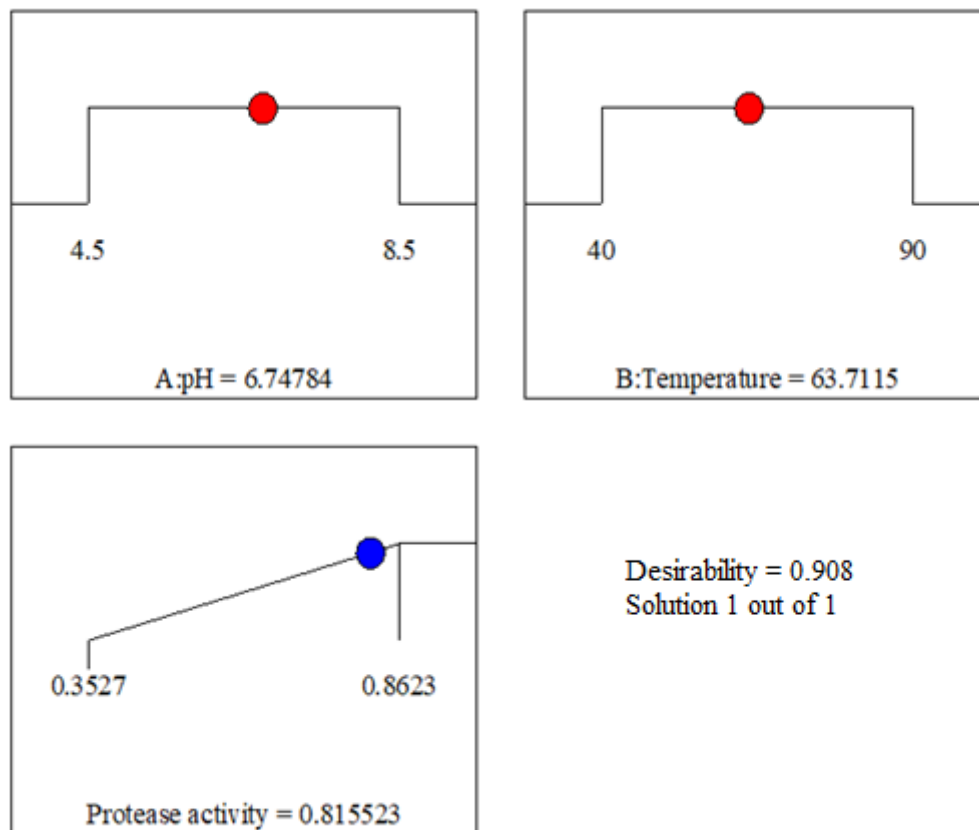 4.5
8.5
A:pH = 6.74784
40
90
B:Temperature = 63.7115
0.3527
0.8623
Protease activity = 0.815523
Desirability = 0.908
Solution 1 out of 1